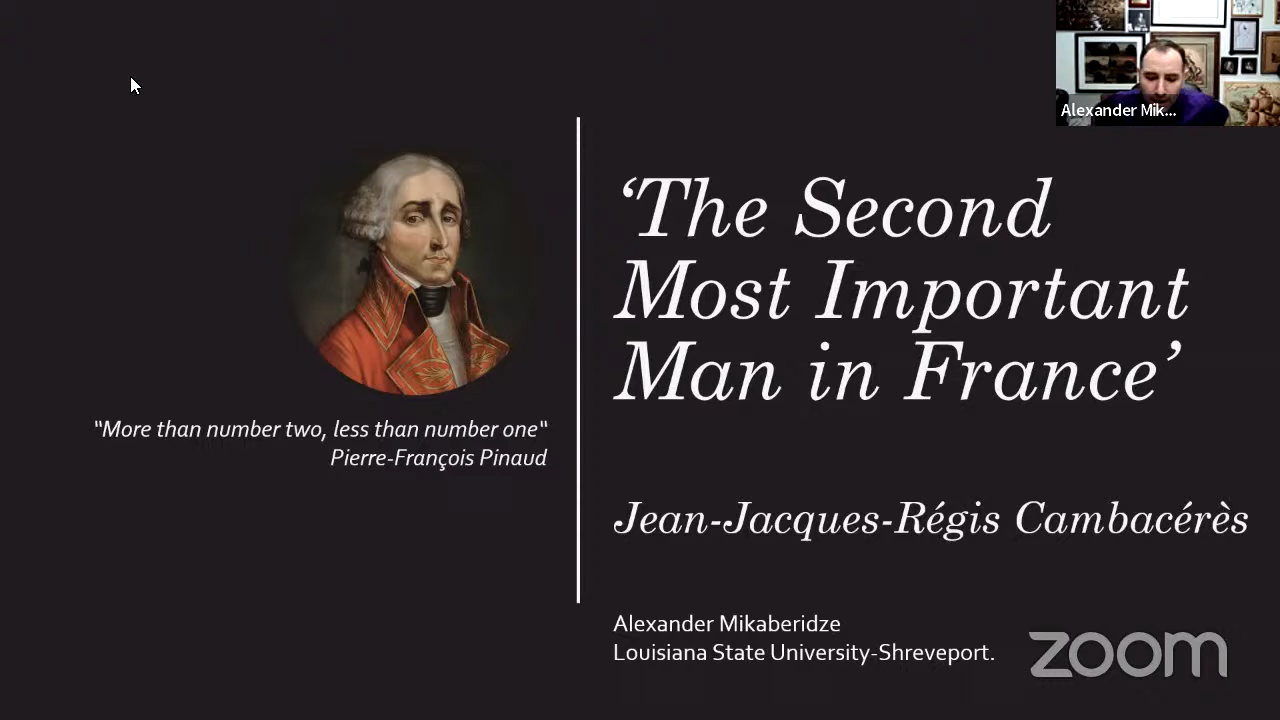 Alexander Mik...
‘The Second
Most Important
Man in France’
"More than number two, less than number one"
Pierre-François Pinaud
Jean-Jacques-Régis Cambacérès
Alexander Mikaberidze
Louisiana State University-Shreveport.
zoom